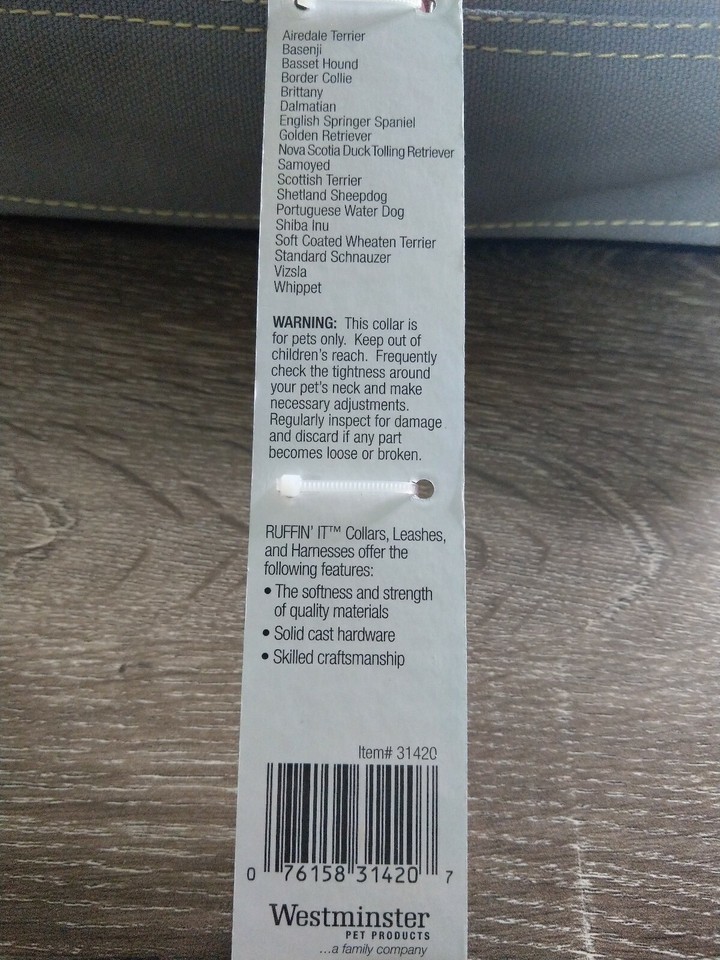 Airedale Terrier
Basenji
Basset Hound
Border Collie
Brittany
Dalmatian
English Springer Spaniel
Golden Retriever
Nova Scotia Duck Tolling Retriever
Samoyed
Scottish Terrier
Shetland Sheepdog
Portuguese Water Dog
Shiba Inu
Soft Coated Wheaten Terrier
Standard Schnauzer
Vizsla
Whippet
WARNING: This collar is
for pets only. Keep out of
children's reach. Frequently
check the tightness around
your pet's neck and make
necessary adjustments.
Regularly inspect for damage
and discard if any part
becomes loose or broken.
RUFFIN' IT™ Collars, Leashes,
and Harnesses offer the
following features:
• The softness and strength
of quality materials
• Solid cast hardware
• Skilled craftsmanship
Item# 31420
0 76158 31420 7
Westminster
PET PRODUCTS
...a family company